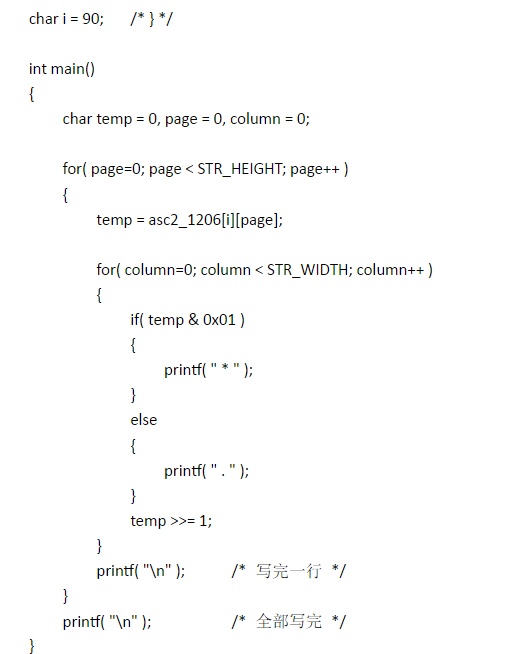 char i = 90;      /* } */
int main()
{
char temp = 0, page = 0, column = 0;
for( page=0; page < STR_HEIGHT; page++ )
{
temp = asc2_1206[i][page];
for( column=0; column < STR_WIDTH; column++ )
{
if( temp & 0x01 )
{
printf( " * " );
}
else
{
printf( " . " );
}
temp >>= 1;
}
printf( "\n" );          /* 写完一行 */
}
printf( "\n" );          /* 全部写完 */
}